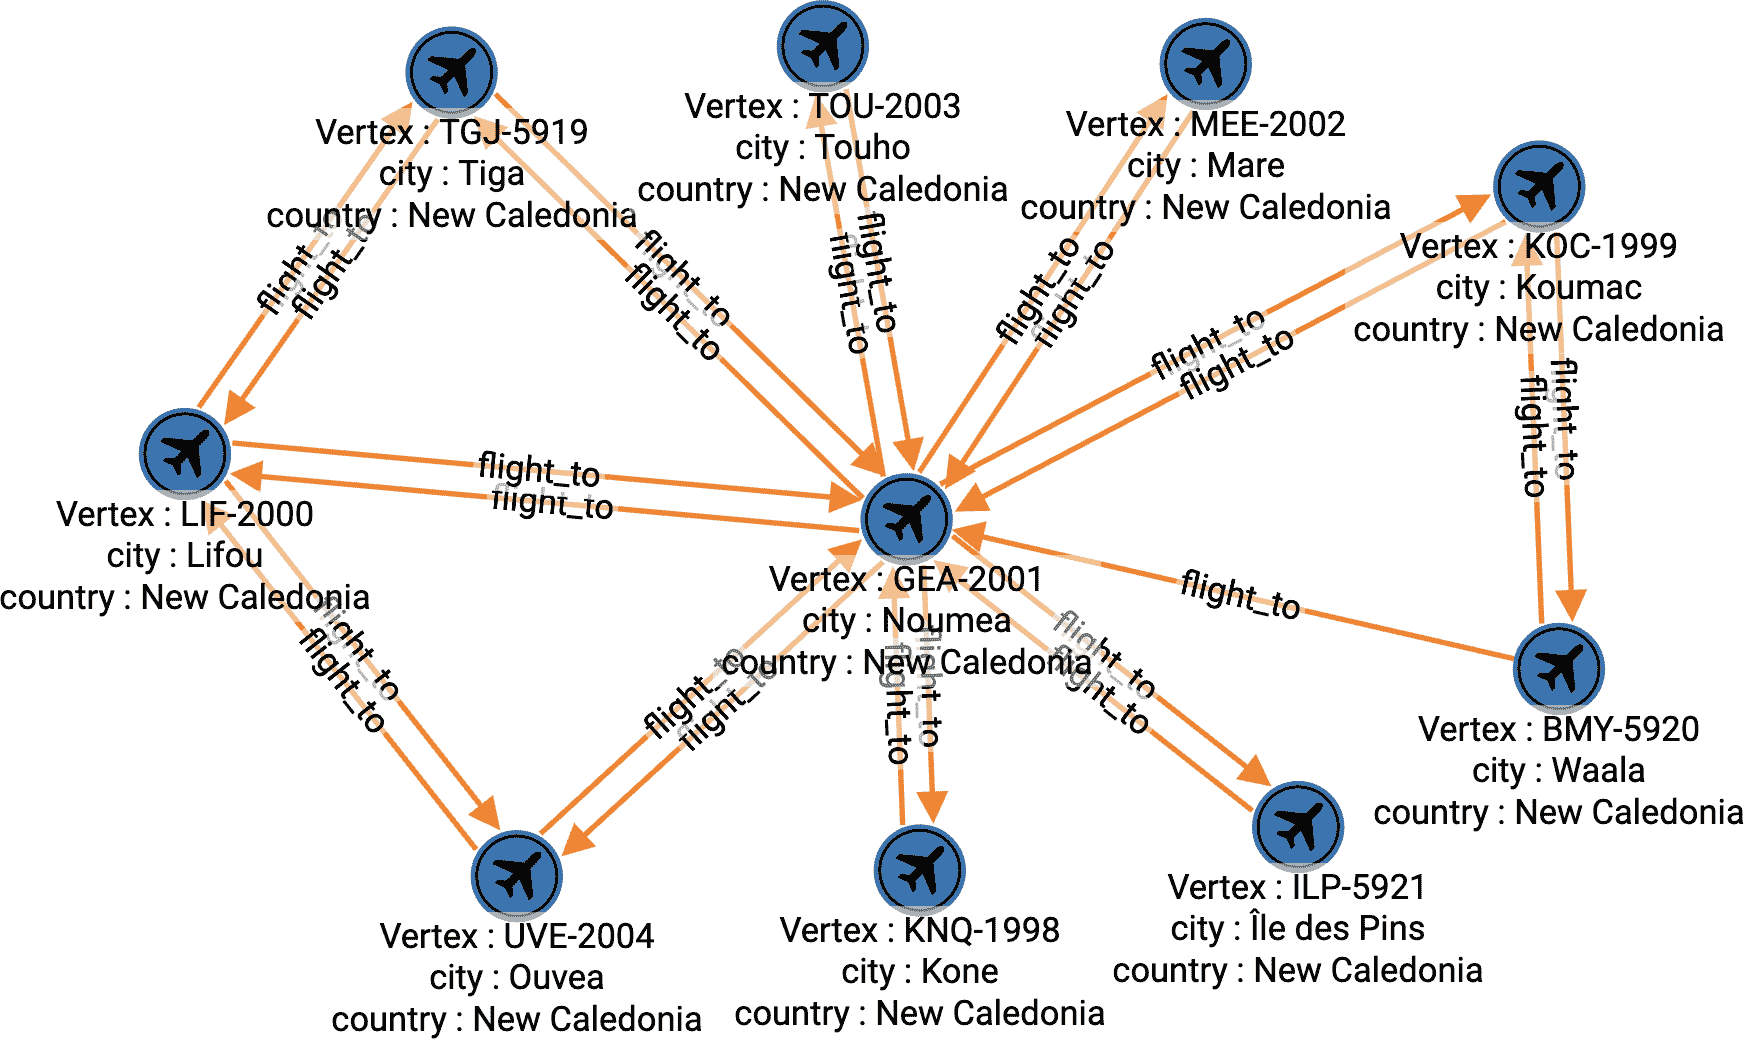 Vertex : TOU-2003
city : Touho
country : New Caledonia
Vertex : TGJ-5919
city : Tiga
country : New Caledonia
Vertex : MEE-2002
city : Mare
country : New Caledonia
Vertex : KOC-1999
city : Koumac
country : New Caledonia
flight_to
flight_to
flight_to
flight_to
flight_to
flight_to
flight_to
flight_to
flight_to
flight_to
flight_to
flight_to
flight_to
flight_to
Vertex : LIF-2000
city : Lifou
country : New Caledonia
Vertex : GEA-2001
city : Noumea
country : New Caledonia
flight_to
flight_to
flight_to
flight_to
flight_to
flight_to
flight_to
flight_to
flight_to
Vertex : BMY-5920
city : Waala
country : New Caledonia
Vertex : ILP-5921
city : Île des Pins
country : New Caledonia
Vertex : UVE-2004
city : Ouvea
country : New Caledonia
Vertex : KNQ-1998
city : Kone
country : New Caledonia